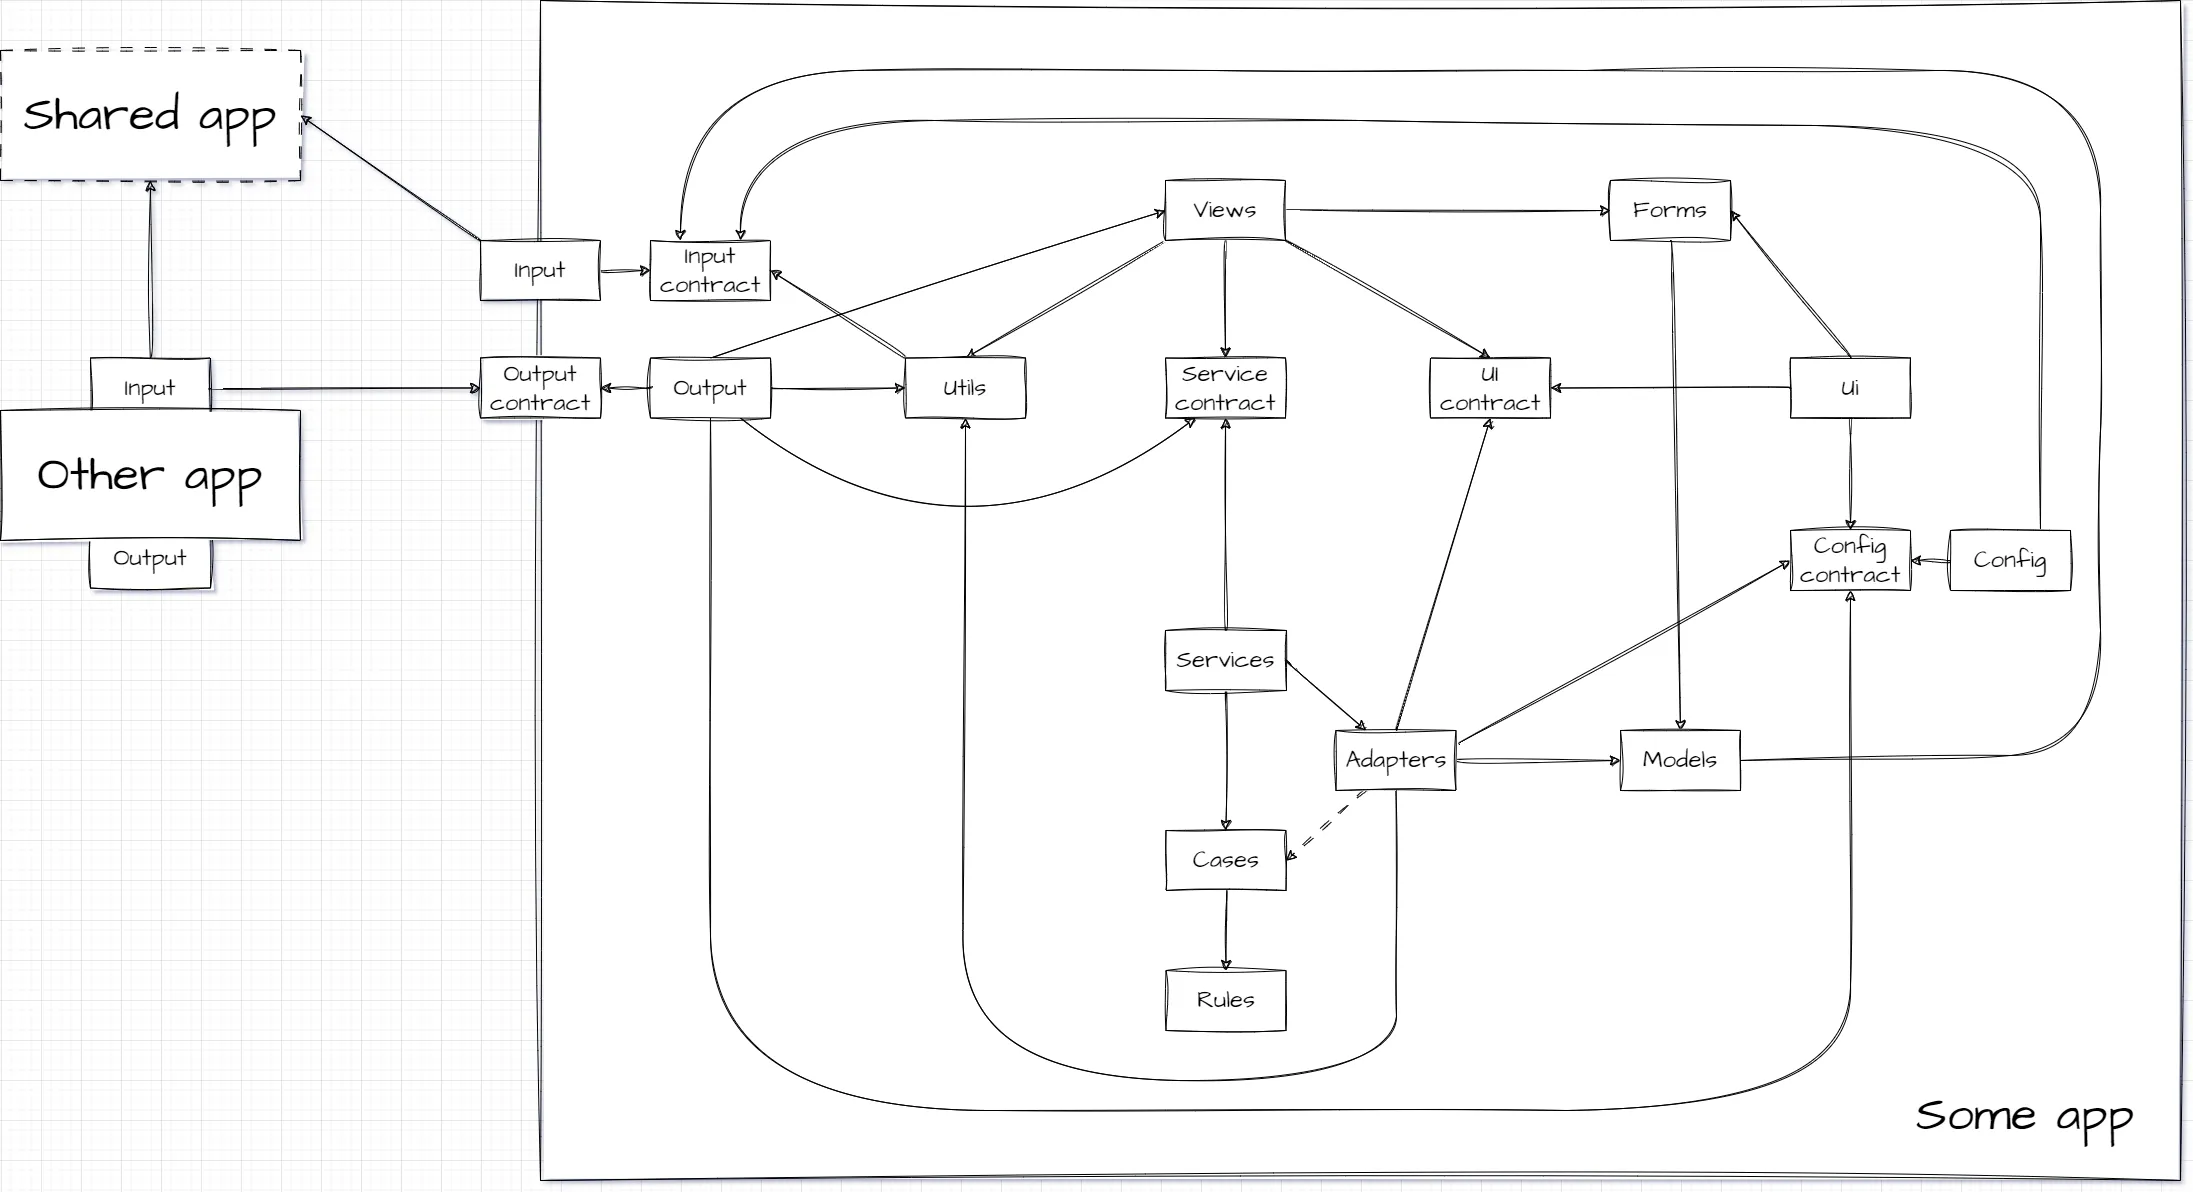 Shared app
Views
Forms
Input
Input
contract
Input
Output
contract
Output
Utils
Service
contract
UI
contract
Ui
Other app
Output
Config
contract
Config
Services
Adapters
Models
Cases
Rules
Some app